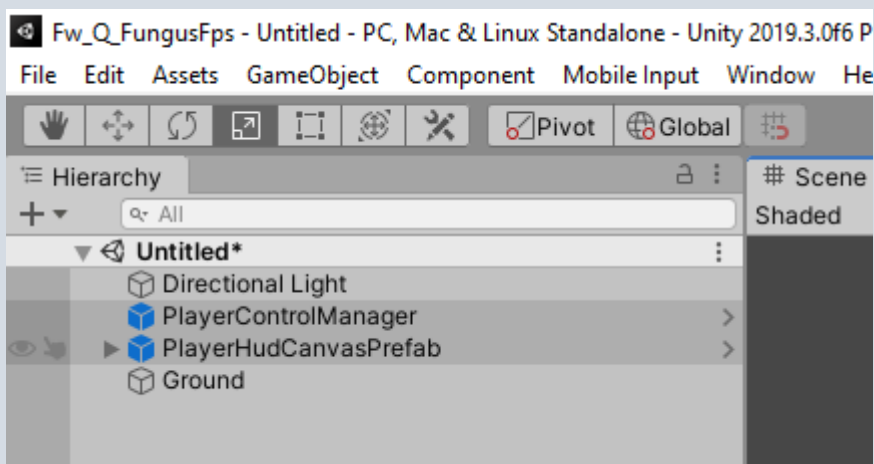 Fw_Q_FungusFps - Untitled - PC, Mac & Linux Standalone - Unity 2019.3.0f6 P
File Edit Assets GameObject Component Mobile Input Window He
Pivot Global
Hierarchy
Scene
All
Shaded
Untitled*
Directional Light
PlayerControlManager
PlayerHudCanvasPrefab
Ground